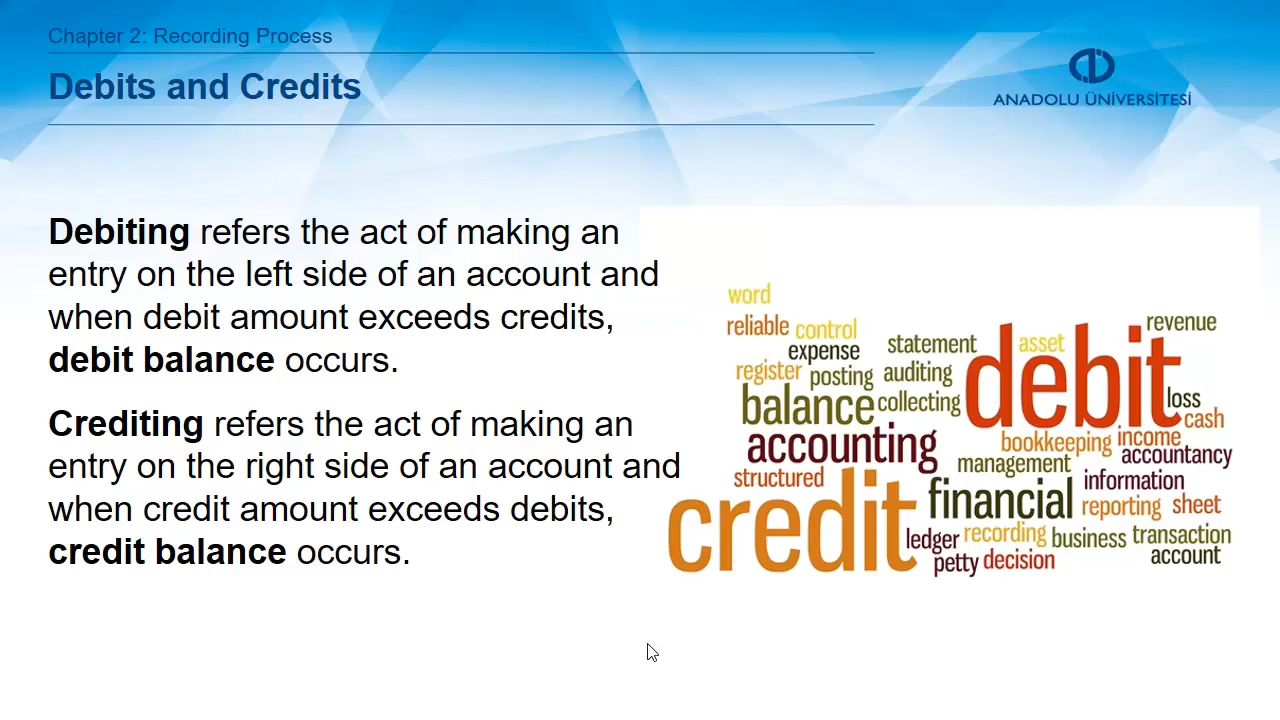 Chapter 2: Recording Process
Debits and Credits
ANADOLU ÜNİVERSİTESİ
Debiting refers the act of making an
entry on the left side of an account and
when debit amount exceeds credits,
debit balance occurs.
Crediting refers the act of making an
entry on the right side of an account and
when credit amount exceeds debits,
credit balance occurs.
word
reliable control
expense
register posting
balance
accounting
structured
credit
statement
auditing
collecting
asset
debit
revenue
loss
cash
bookkeeping income
accountancy
management
information
financial
reporting sheet
ledger recording business transaction
petty decision
account